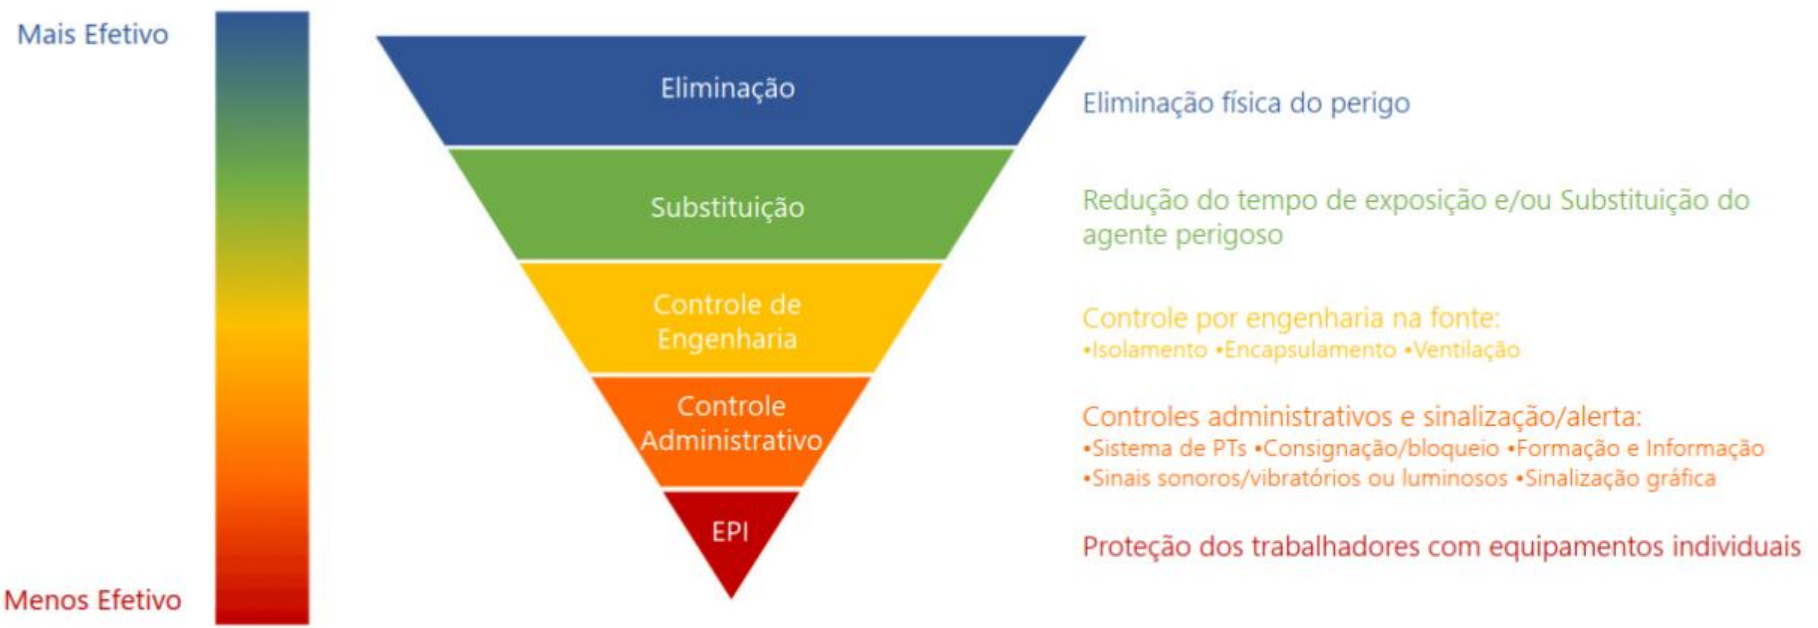 Mais Efetivo
Eliminação
Eliminação física do perigo
Substituição
Redução do tempo de exposição e/ou Substituição do
agente perigoso
Controle de
Engenharia
Controle por engenharia na fonte:
•Isolamento •Encapsulamento •Ventilação
Controle
Administrativo
Controles administrativos e sinalização/alerta:
•Sistema de PTs •Consignação/bloqueio •Formação e Informação
•Sinais sonoros/vibratórios ou luminosos •Sinalização gráfica
EPI
Proteção dos trabalhadores com equipamentos individuais
Menos Efetivo